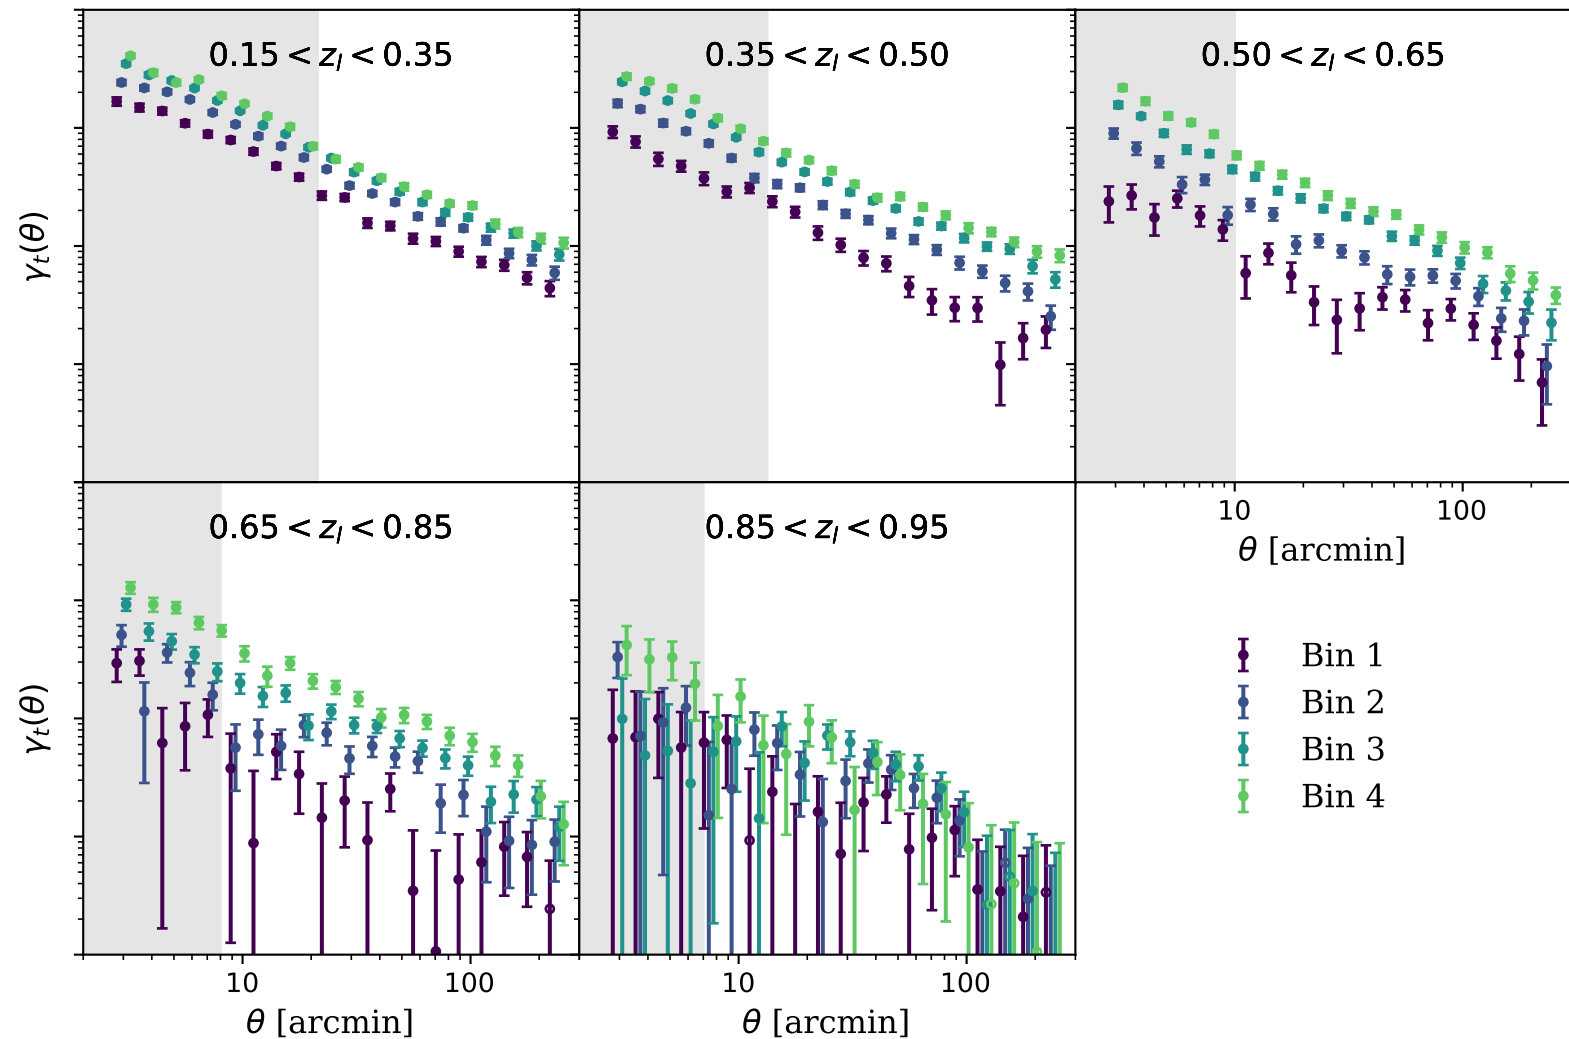 0.15 < z_l < 0.35
0.35 < z_l < 0.50
0.50 < z_l < 0.65
γ_t(θ)
10 100
θ [arcmin]
0.65 < z_l < 0.85
0.85 < z_l < 0.95
γ_t(θ)
Bin 1
Bin 2
Bin 3
Bin 4
10 100
10 100
θ [arcmin]
θ [arcmin]